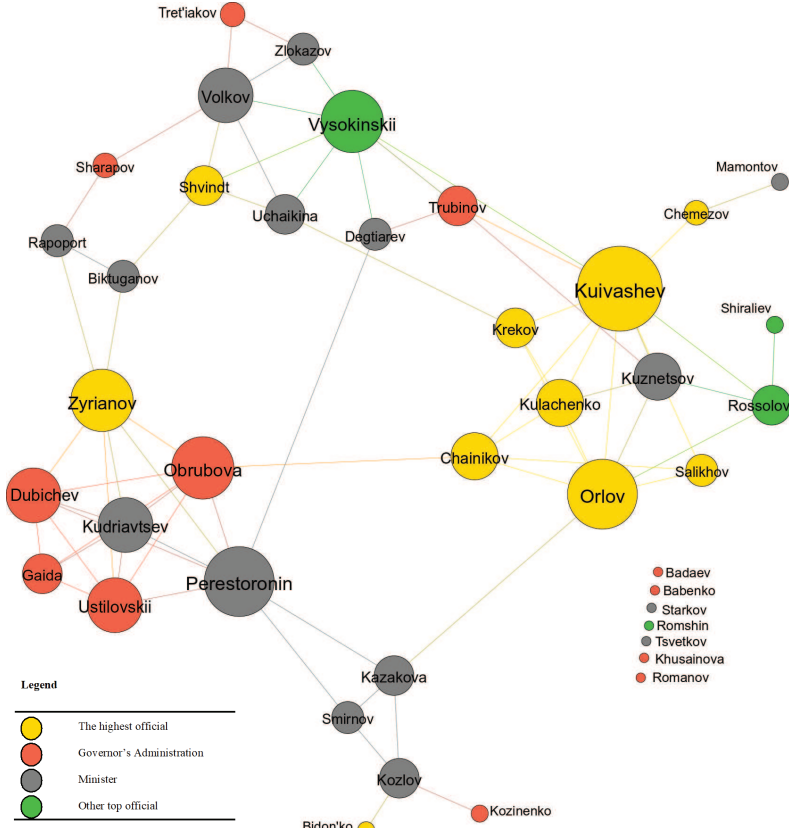 Tret'iakov
Zlokazov
Volkov
Vysokinskii
Sharapov
Mamontov
Shvindt
Trubinov
Chemezov
Uchaikina
Degtiarev
Rapoport
Biktuganov
Kuivashev
Shiraliev
Krekov
Kuznetsov
Zyrianov
Kulachenko
Rossolov
Chainikov
Obrubova
Salikhov
Dubichev
Orlov
Kudriavtsev
Gaida
Perestoronin
Ustilovskii
Badaev
Babenko
Starkov
Romshin
Tsvetkov
Khusainova
Romanov
Kazakova
Smirnov
Kozlov
Kozinenko
Bidon'ko
Legend
The highest official
Governor's Administration
Minister
Other top official